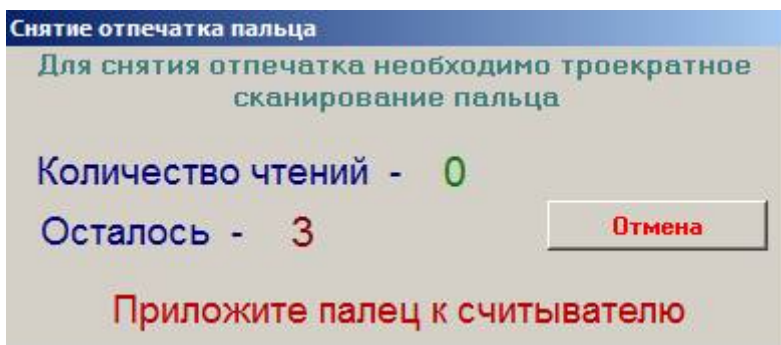 Снятие отпечатка пальца
Для снятия отпечатка необходимо троекратное
сканирование пальца
Количество чтений - 0
Осталось - 3
Отмена
Приложите палец к считывателю